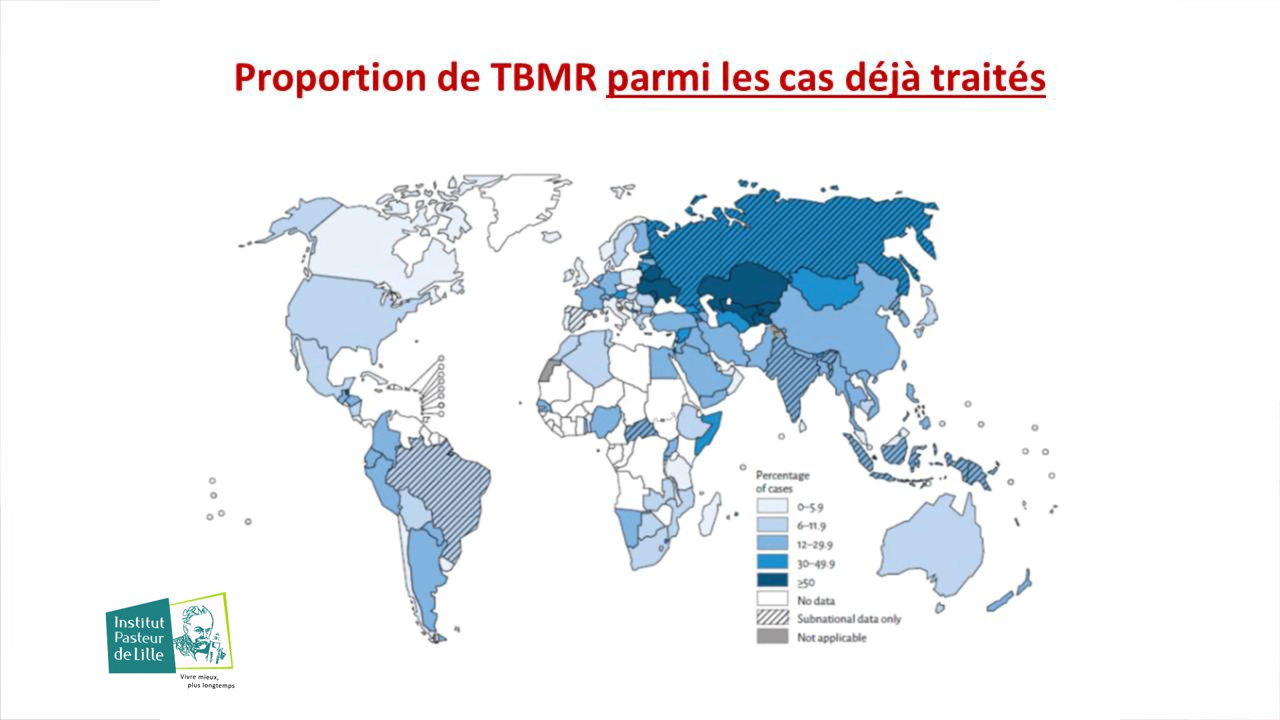 Proportion de TBMR parmi les cas déjà traités
Percentage
of cases
0–5.9
6–11.9
12–29.9
30–49.9
≥50
No data
Subnational data only
Not applicable
Institut
Pasteur
de Lille
Vivre mieux,
plus longtemps